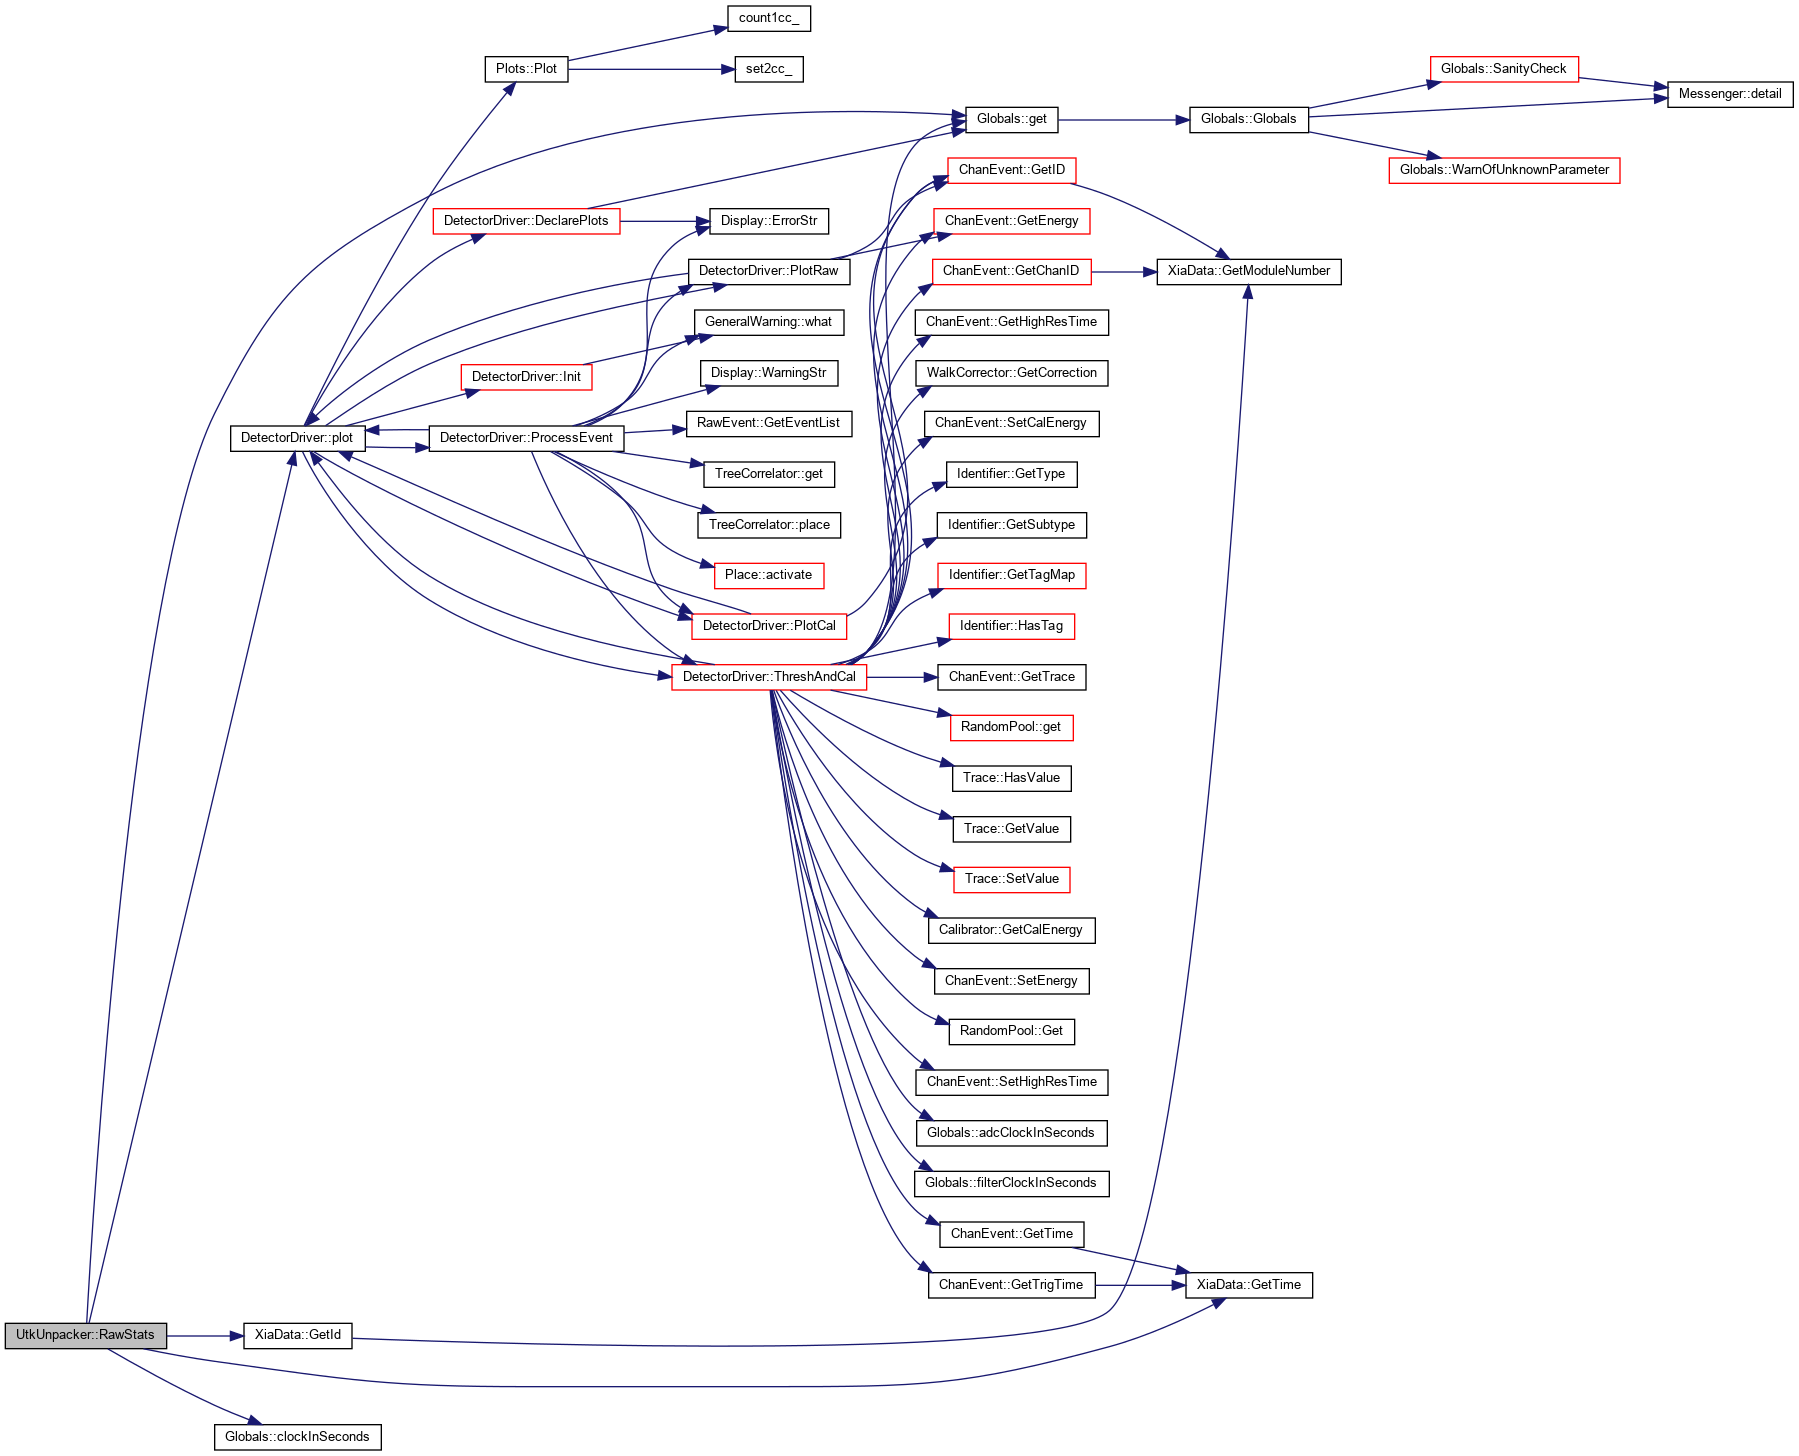 count1cc_
Plots::Plot
set2cc_
Globals::SanityCheck
Messenger::detail
Globals::get
Globals::Globals
ChanEvent::GetID
Globals::WarnOfUnknownParameter
DetectorDriver::DeclarePlots
Display::ErrorStr
ChanEvent::GetEnergy
DetectorDriver::PlotRaw
ChanEvent::GetChanID
XiaData::GetModuleNumber
GeneralWarning::what
ChanEvent::GetHighResTime
DetectorDriver::Init
Display::WarningStr
WalkCorrector::GetCorrection
RawEvent::GetEventList
ChanEvent::SetCalEnergy
DetectorDriver::plot
DetectorDriver::ProcessEvent
TreeCorrelator::get
Identifier::GetType
TreeCorrelator::place
Identifier::GetSubtype
Place::activate
Identifier::GetTagMap
DetectorDriver::PlotCal
Identifier::HasTag
DetectorDriver::ThreshAndCal
ChanEvent::GetTrace
RandomPool::get
Trace::HasValue
Trace::GetValue
Trace::SetValue
Calibrator::GetCalEnergy
ChanEvent::SetEnergy
RandomPool::Get
ChanEvent::SetHighResTime
Globals::adcClockInSeconds
Globals::filterClockInSeconds
ChanEvent::GetTime
ChanEvent::GetTrigTime
XiaData::GetTime
UtkUnpacker::RawStats
XiaData::GetId
Globals::clockInSeconds